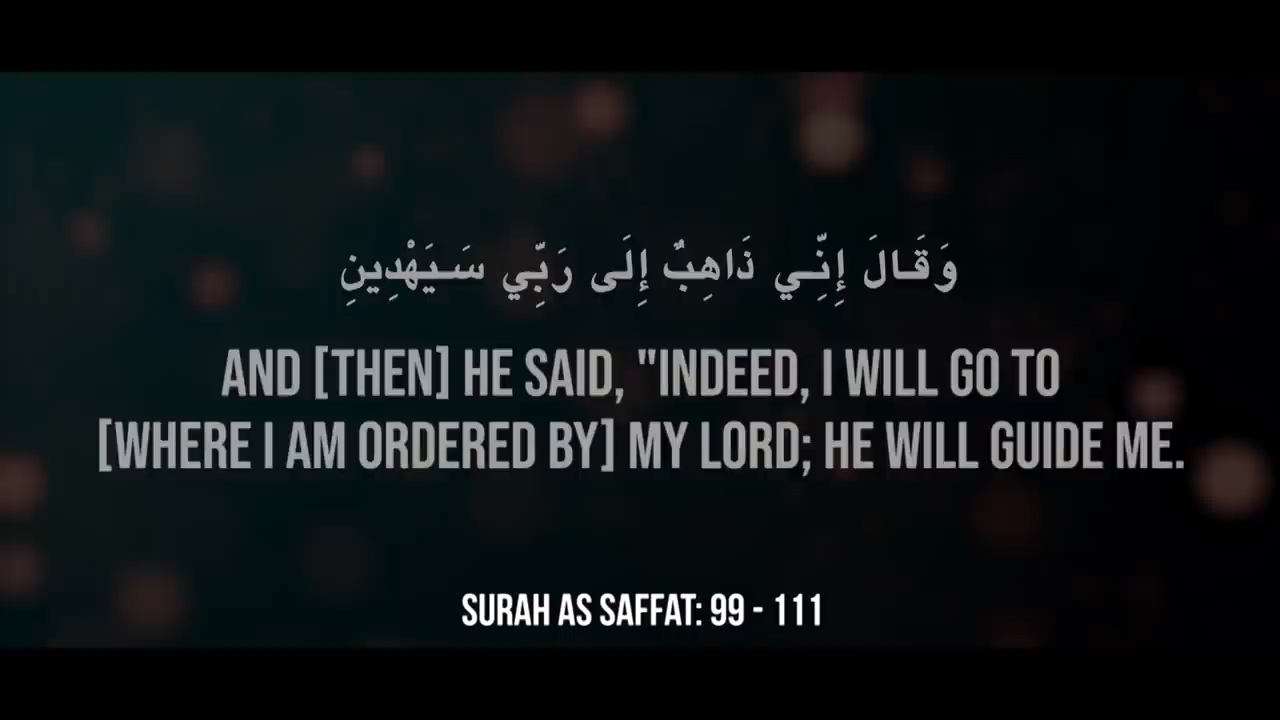 وَقَالَ إِنِّي ذَاهِبٌ إِلَى رَبِّي سَيَهْدِينِ
AND [THEN] HE SAID, "INDEED, I WILL GO TO
[WHERE I AM ORDERED BY] MY LORD; HE WILL GUIDE ME.
SURAH AS SAFFAT: 99 - 111